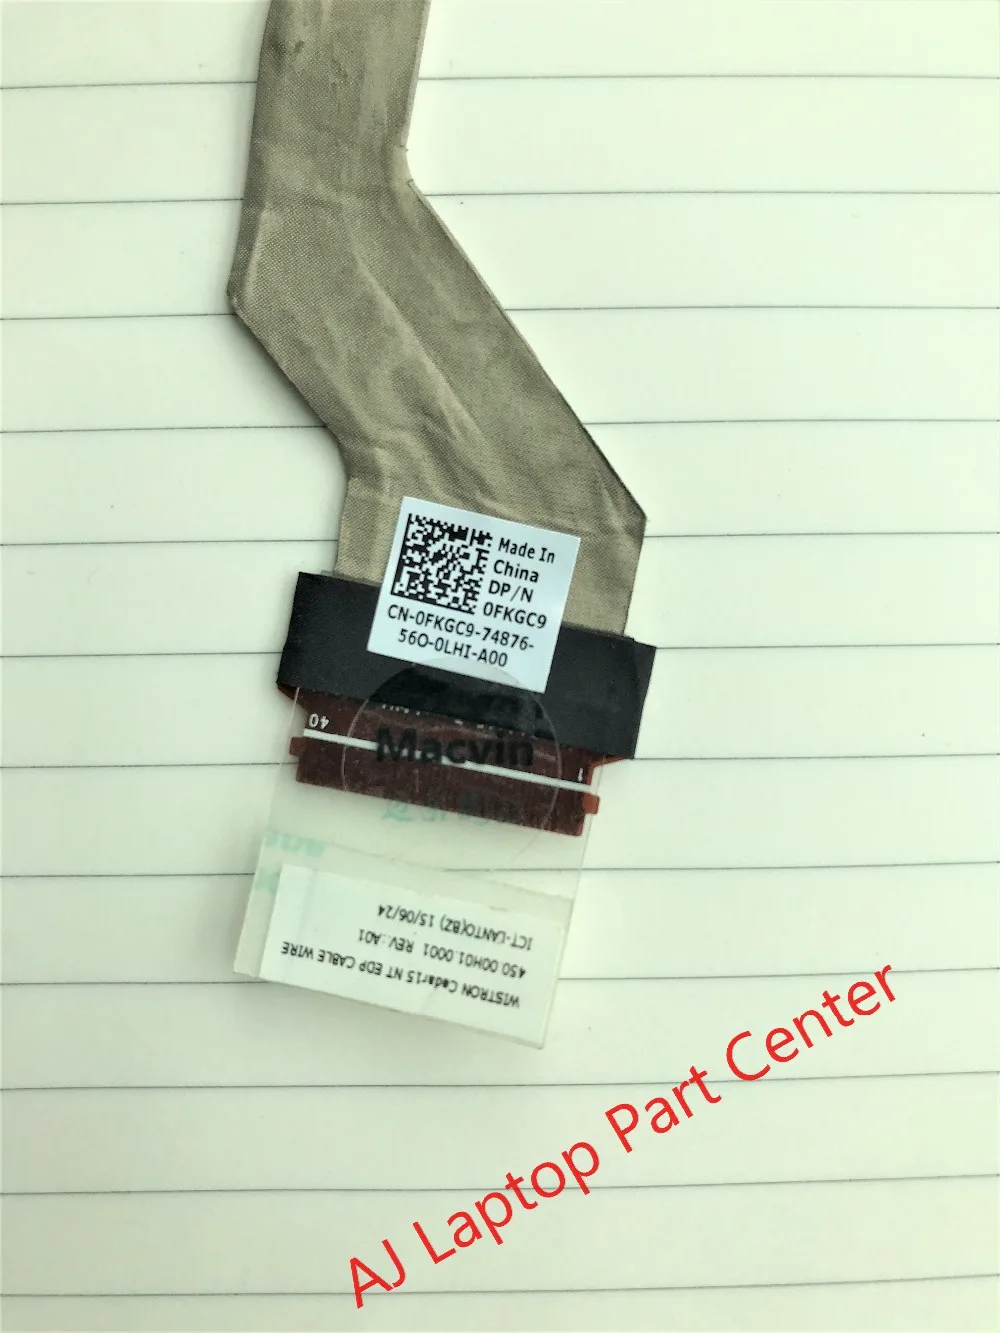 Made In
China
DP/N
0FKGC9
CN-0FKGC9-74876-
56O-0LHI-A00
40
1
Macvin
WISTRON Cedar15 NT EDP CABLE WIRE
450.00H01.0001 REV:A01
ICT-LANTO(BZ) 15/06/24
AJ Laptop Part Center